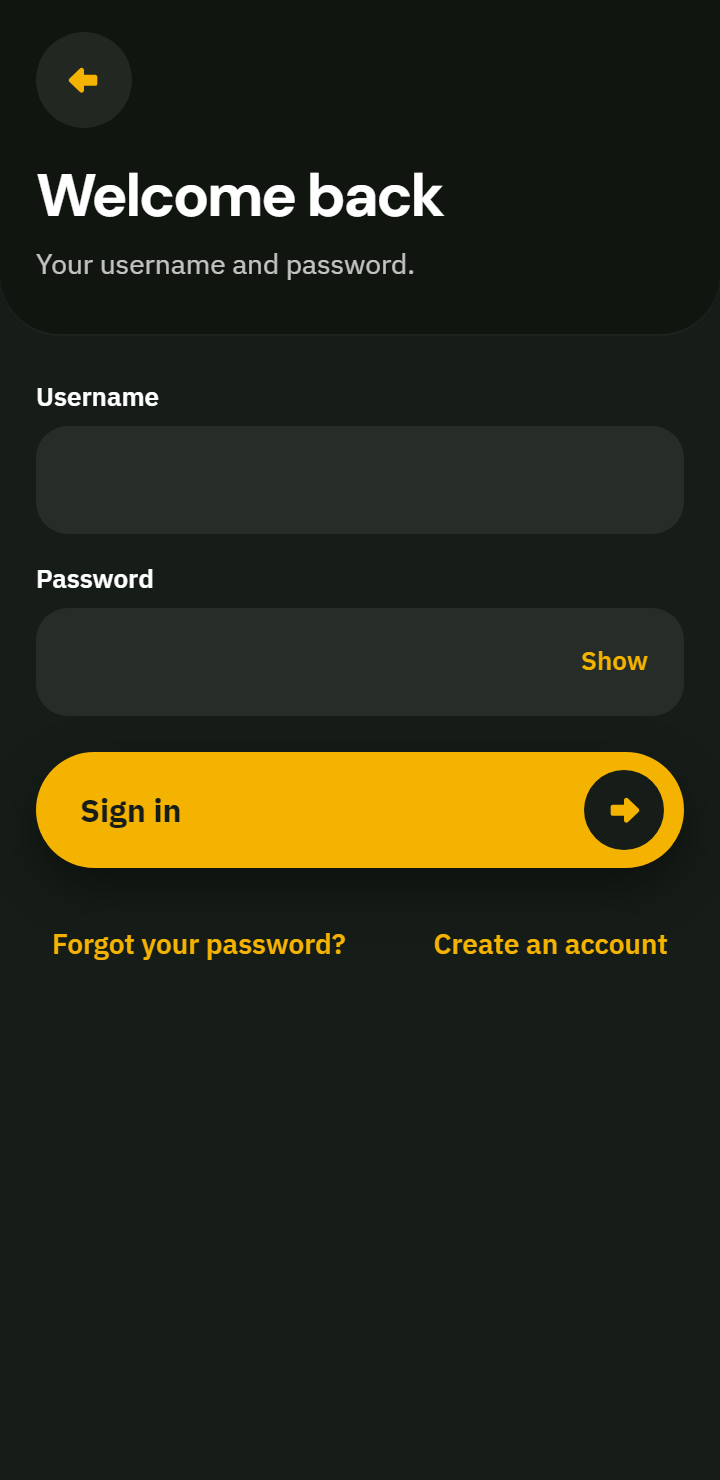 Welcome back
Your username and password.
Username
Password
Show
Sign in
Forgot your password?
Create an account